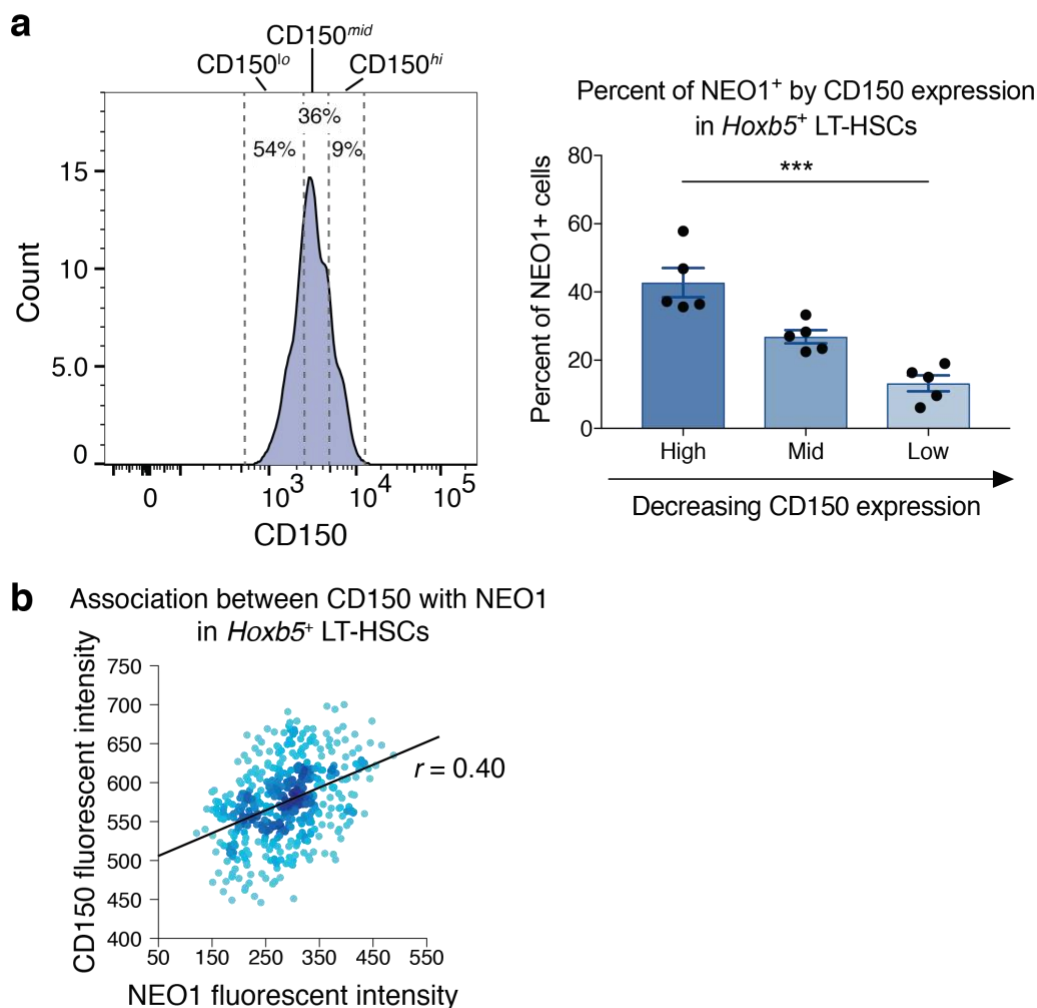 a
CD150mid
CD150lo
CD150hi
36%
54%
9%
15
10
5.0
0
Count
0
10³
10⁴
10⁵
CD150
Percent of NEO1⁺ by CD150 expression
in Hoxb5⁺ LT-HSCs
80
60
40
20
0
Percent of NEO1+ cells
***
High
Mid
Low
Decreasing CD150 expression
b
Association between CD150 with NEO1
in Hoxb5⁺ LT-HSCs
750
700
650
600
550
500
450
400
CD150 fluorescent intensity
r = 0.40
50
150
250
350
450
550
NEO1 fluorescent intensity